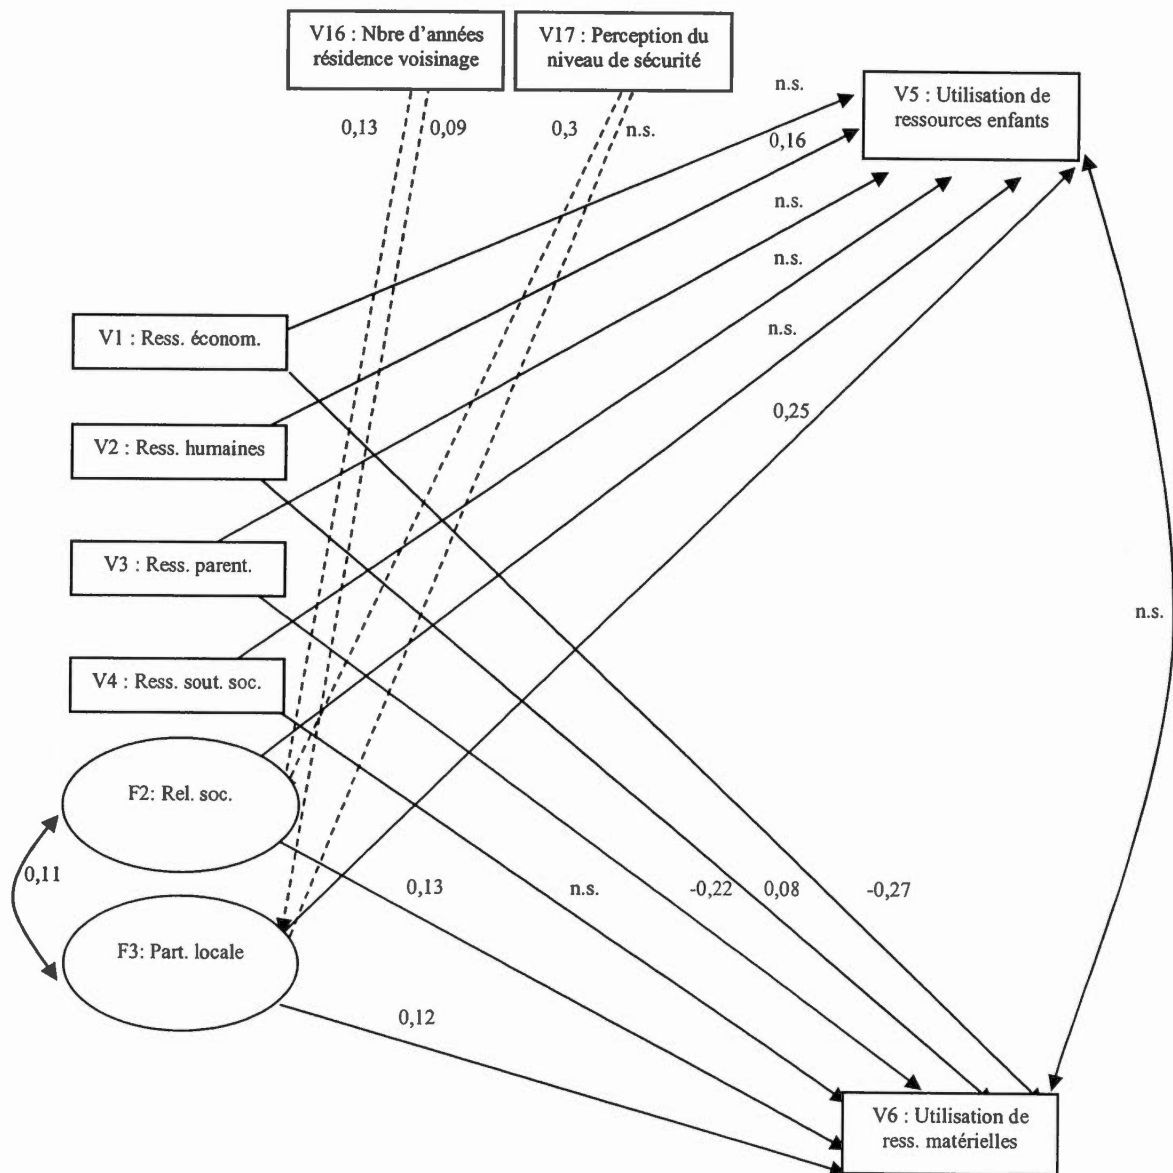 V16 : Nbre d'années
résidence voisinage
V17 : Perception du
niveau de sécurité
V5 : Utilisation de
ressources enfants
n.s.
0,13
0,09
0,3
n.s.
0,16
n.s.
n.s.
n.s.
0,25
V1 : Ress. économ.
V2 : Ress. humaines
V3 : Ress. parent.
V4 : Ress. sout. soc.
n.s.
F2: Rel. soc.
0,11
0,13
n.s.
-0,22
0,08
-0,27
F3: Part. locale
0,12
V6 : Utilisation de
ress. matérielles